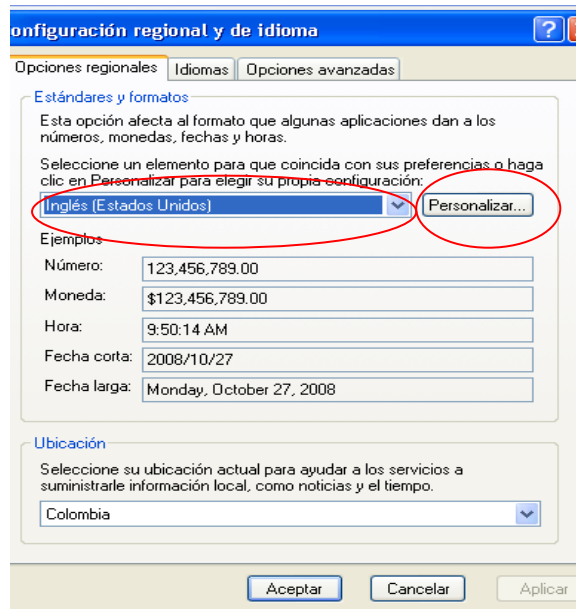 onfiguración regional y de idioma
Opciones regionales Idiomas Opciones avanzadas
Estándares y formatos
Esta opción afecta al formato que algunas aplicaciones dan a los
números, monedas, fechas y horas.
Seleccione un elemento para que coincida con sus preferencias o haga
clic en Personalizar para elegir su propia configuración:
Inglés (Estados Unidos) Personalizar...
Ejemplos
Número: 123,456,789.00
Moneda: $123,456,789.00
Hora: 9:50:14 AM
Fecha corta: 2008/10/27
Fecha larga: Monday, October 27, 2008
Ubicación
Seleccione su ubicación actual para ayudar a los servicios a
suministrarle información local, como noticias y el tiempo.
Colombia
Aceptar Cancelar Aplicar